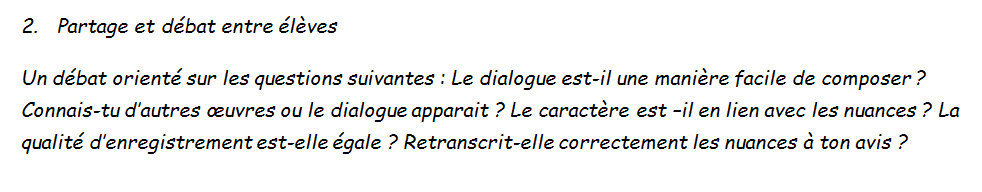 2. Partage et débat entre élèves
Un débat orienté sur les questions suivantes : Le dialogue est-il une manière facile de composer ?
Connais-tu d'autres œuvres ou le dialogue apparait ? Le caractère est –il en lien avec les nuances ? La
qualité d'enregistrement est-elle égale ? Retranscrit-elle correctement les nuances à ton avis ?